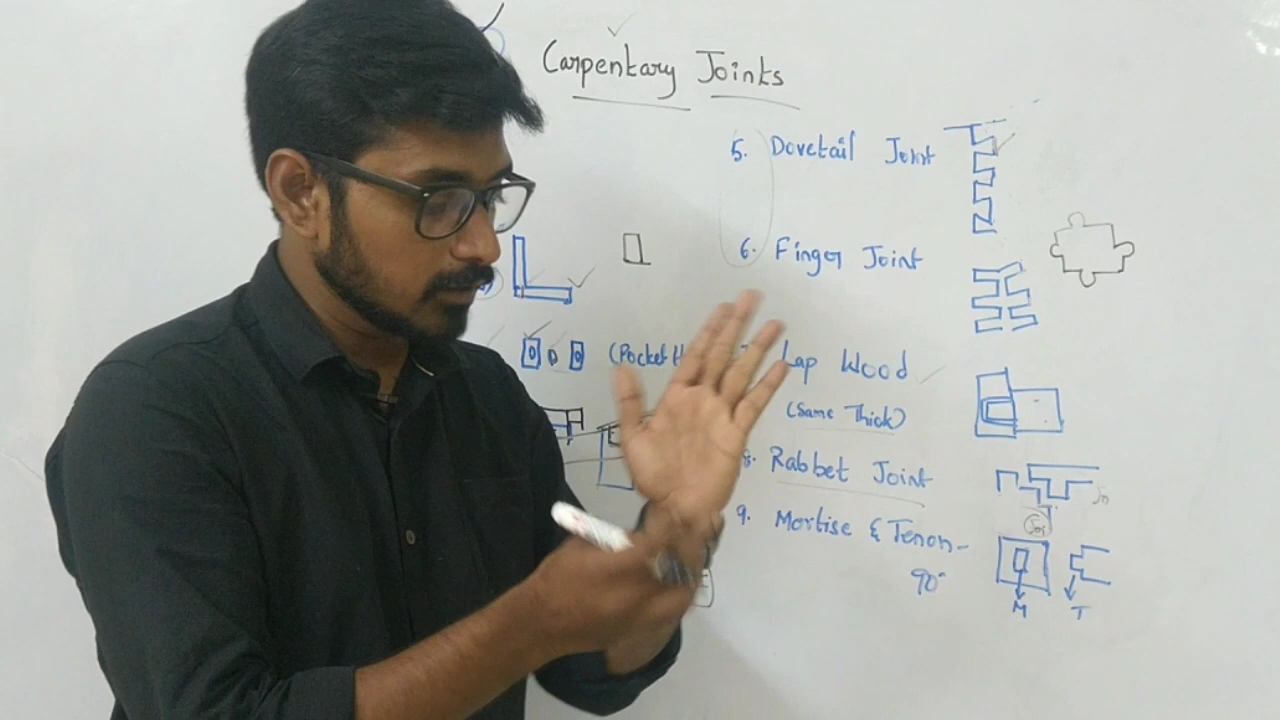 Carpentary Joints
5. Dovetail Joint
6. Finger Joint
(Pocket H
Lap Wood
(Same Thick)
8. Rabbet Joint
9. Mortise & Tenon-
90°
M T